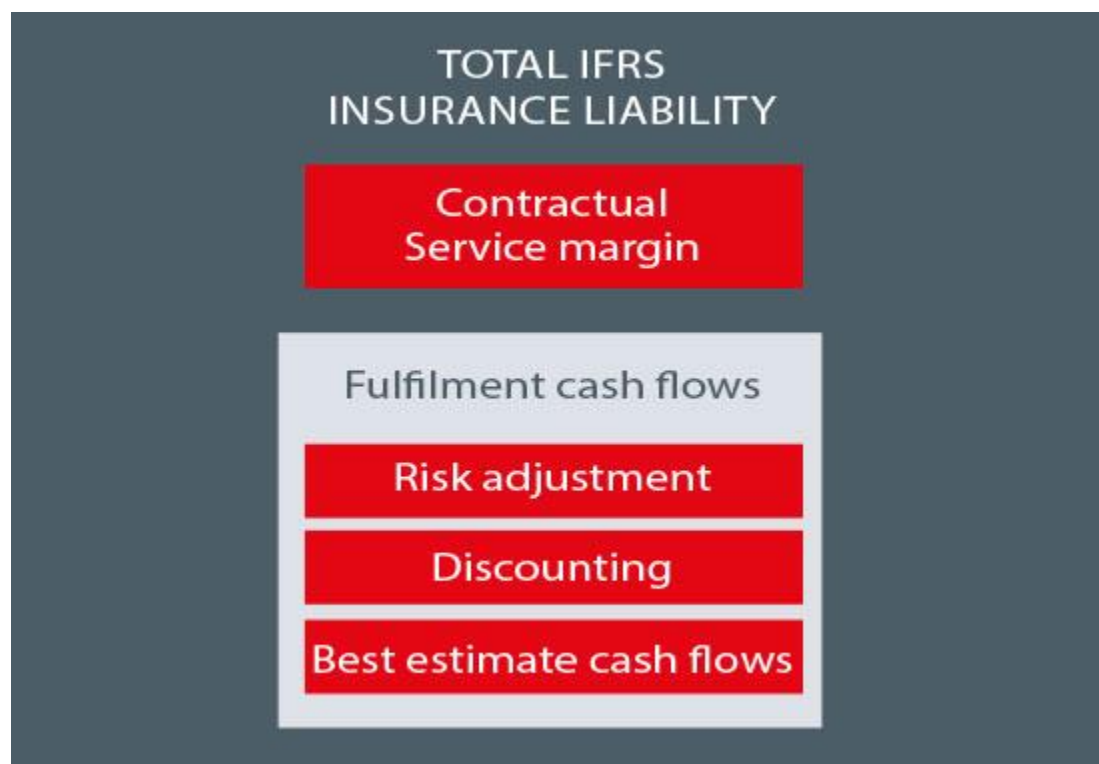 TOTAL IFRS
INSURANCE LIABILITY
Contractual
Service margin
Fulfilment cash flows
Risk adjustment
Discounting
Best estimate cash flows